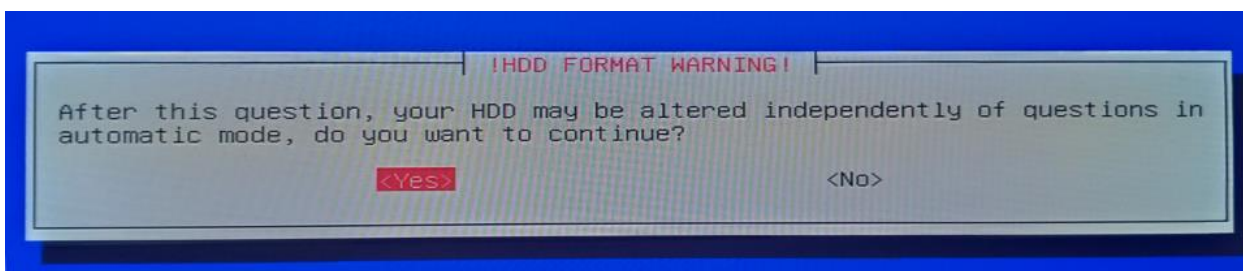 !HDD FORMAT WARNING!
After this question, your HDD may be altered independently of questions in
automatic mode, do you want to continue?
<Yes> <No>